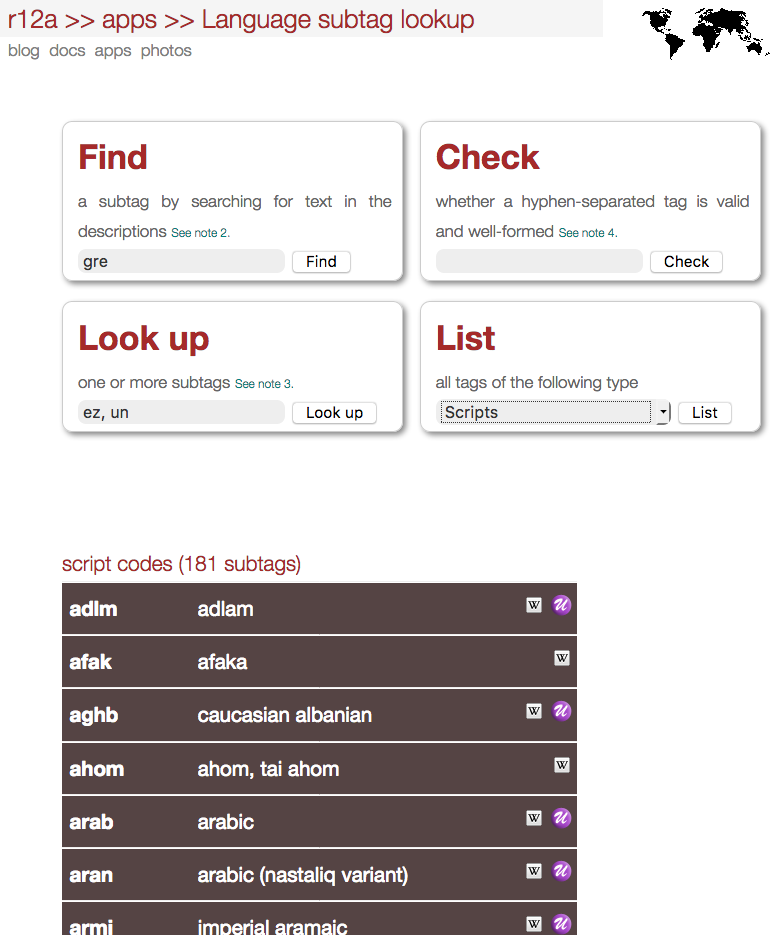 r12a >> apps >> Language subtag lookup
blog docs apps photos
Find
a subtag by searching for text in the
descriptions See note 2.
gre Find
Check
whether a hyphen-separated tag is valid
and well-formed See note 4.
Check
Look up
one or more subtags See note 3.
ez, un Look up
List
all tags of the following type
Scripts List
script codes (181 subtags)
adlm adlam W U
afak afaka W
aghb caucasian albanian W U
ahom ahom, tai ahom W
arab arabic W U
aran arabic (nastaliq variant) W U
armi imperial aramaic W U